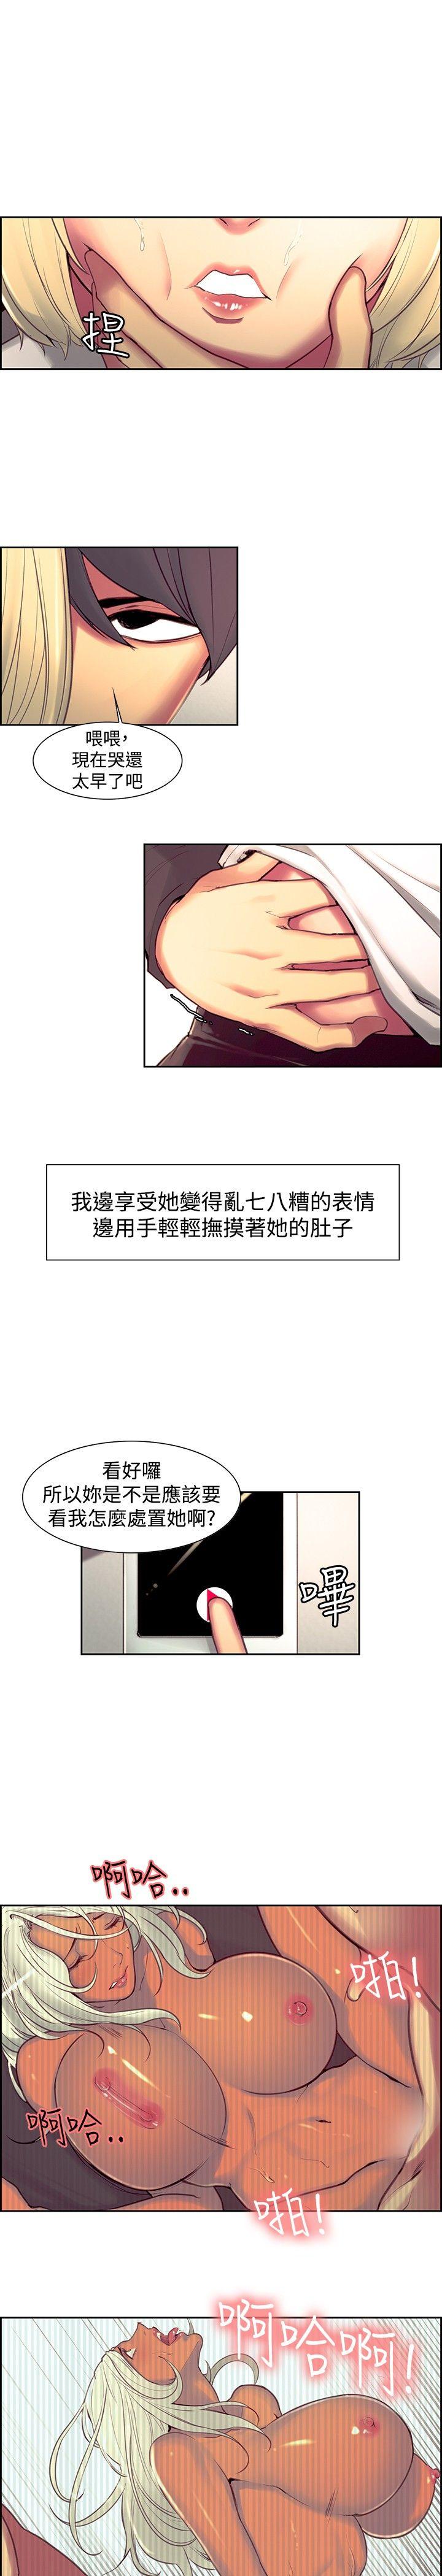 捏
喂喂,
現在哭還
太早了吧
我邊享受她變得亂七八糟的表情
邊用手輕輕撫摸著她的肚子
看好囉
所以妳是不是應該要
看我怎麼處置她啊?
嗶
啊哈..
啪!
啊哈..
啪!
啊哈啊!